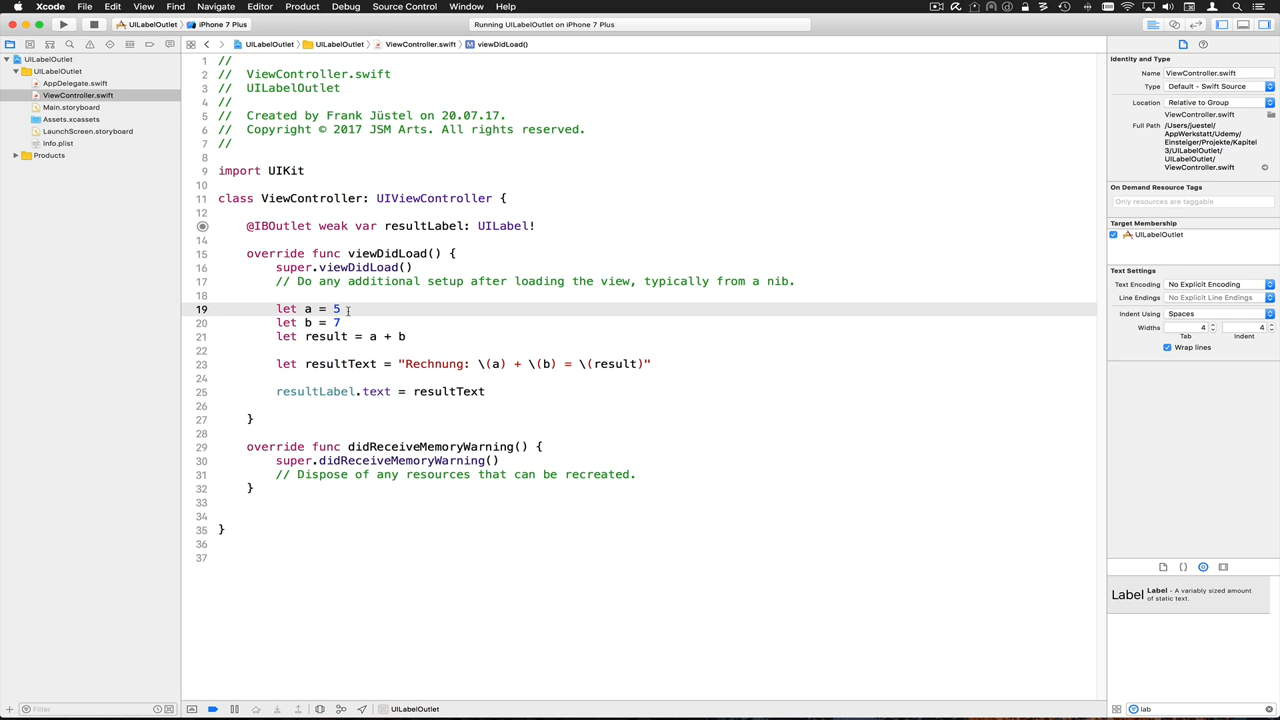 Xcode File Edit View Find Navigate Editor Product Debug Source Control Window Help
UILabelOutlet iPhone 7 Plus Running UILabelOutlet on iPhone 7 Plus
UILabelOutlet UILabelOutlet ViewController.swift viewDidLoad()
UILabelOutlet
UILabelOutlet
AppDelegate.swift
ViewController.swift
Main.storyboard
Assets.xcassets
LaunchScreen.storyboard
Info.plist
Products
Filter
1 //
2 // ViewController.swift
3 // UILabelOutlet
4 //
5 // Created by Frank Jüstel on 20.07.17.
6 // Copyright © 2017 JSM Arts. All rights reserved.
7 //
8
9 import UIKit
10
11 class ViewController: UIViewController {
12
@IBOutlet weak var resultLabel: UILabel!
14
15 override func viewDidLoad() {
16 super.viewDidLoad()
17 // Do any additional setup after loading the view, typically from a nib.
18
19 let a = 5
20 let b = 7
21 let result = a + b
22
23 let resultText = "Rechnung: \(a) + \(b) = \(result)"
24
25 resultLabel.text = resultText
26
27 }
28
29 override func didReceiveMemoryWarning() {
30 super.didReceiveMemoryWarning()
31 // Dispose of any resources that can be recreated.
32 }
33
34
35 }
36
37
UILabelOutlet
Identity and Type
Name ViewController.swift
Type Default - Swift Source
Location Relative to Group
ViewController.swift
Full Path /Users/juestel/
AppWerkstatt/Udemy/
Einsteiger/Projekte/Kapitel
3/UILabelOutlet/
UILabelOutlet/
ViewController.swift
On Demand Resource Tags
Only resources are taggable
Target Membership
UILabelOutlet
Text Settings
Text Encoding No Explicit Encoding
Line Endings No Explicit Line Endings
Indent Using Spaces
Widths 4 4
Tab Indent
Wrap lines
{}
Label Label - A variably sized amount
of static text.
lab